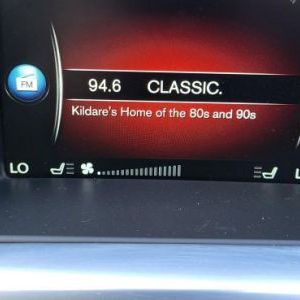 FM
94.6 CLASSIC.
Kildare's Home of the 80s and 90s
LO